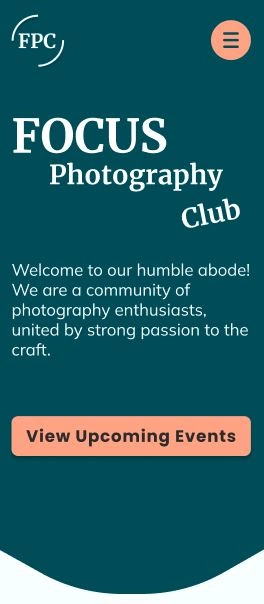 FPC
FOCUS
Photography
Club
Welcome to our humble abode!
We are a community of
photography enthusiasts,
united by strong passion to the
craft.
View Upcoming Events